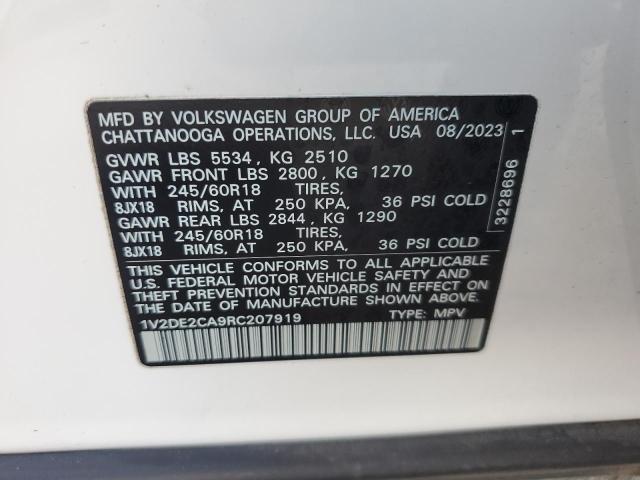 MFD BY VOLKSWAGEN GROUP OF AMERICA
CHATTANOOGA OPERATIONS, LLC. USA 08/2023
GVWR LBS 5534, KG 2510
GAWR FRONT LBS 2800, KG 1270
WITH 245/60R18 TIRES,
8JX18 RIMS, AT 250 KPA, 36 PSI COLD
GAWR REAR LBS 2844, KG 1290
WITH 245/60R18 TIRES,
8JX18 RIMS, AT 250 KPA, 36 PSI COLD
THIS VEHICLE CONFORMS TO ALL APPLICABLE
U.S. FEDERAL MOTOR VEHICLE SAFETY AND
THEFT PREVENTION STANDARDS IN EFFECT ON
THE DATE OF MANUFACTURE SHOWN ABOVE.
1V2DE2CA9RC207919 TYPE: MPV
3228696 1